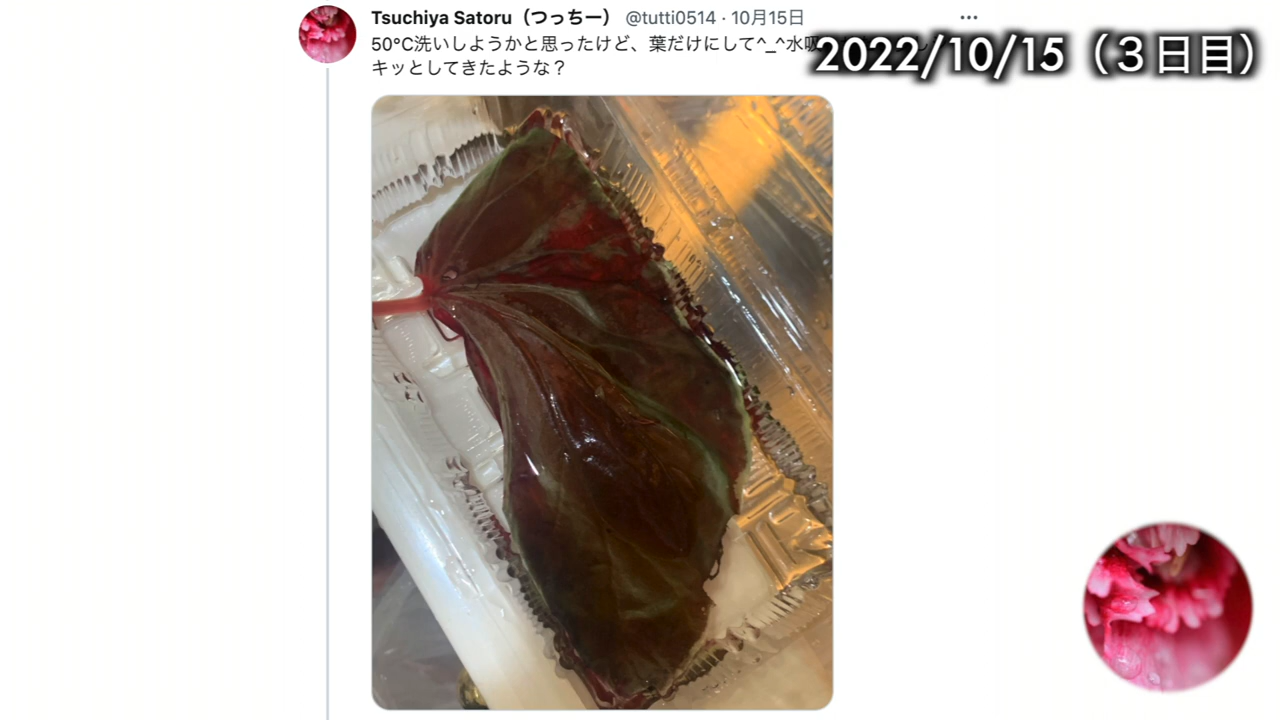 Tsuchiya Satoru（つっちー） @tutti0514 · 10月15日
2022/10/15（３日目）
50°C洗いしようかと思ったけど、葉だけにして^_^水吸
キッとしてきたような？